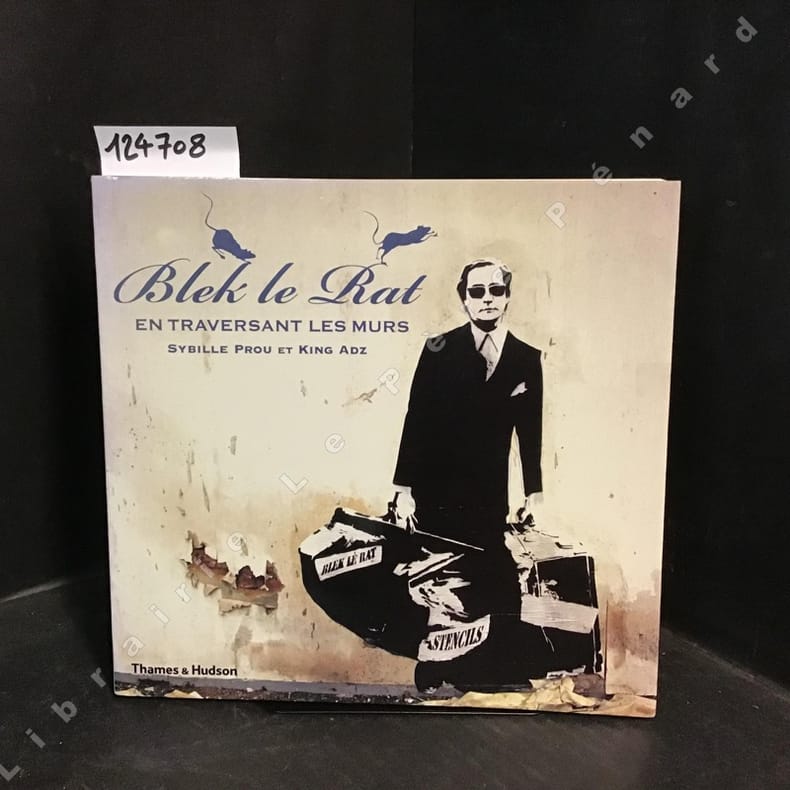 124708
Blek le Rat
EN TRAVERSANT LES MURS
SYBILLE PROU ET KING ADZ
BLEK LE RAT
STENCILS
Thames & Hudson
Librairie Le Père Pénard